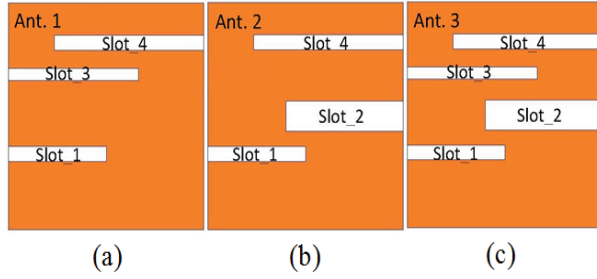 Ant. 1
Slot_4
Slot_3
Slot_1
(a)
Ant. 2
Slot_4
Slot_2
Slot_1
(b)
Ant. 3
Slot_4
Slot_3
Slot_2
Slot_1
(c)